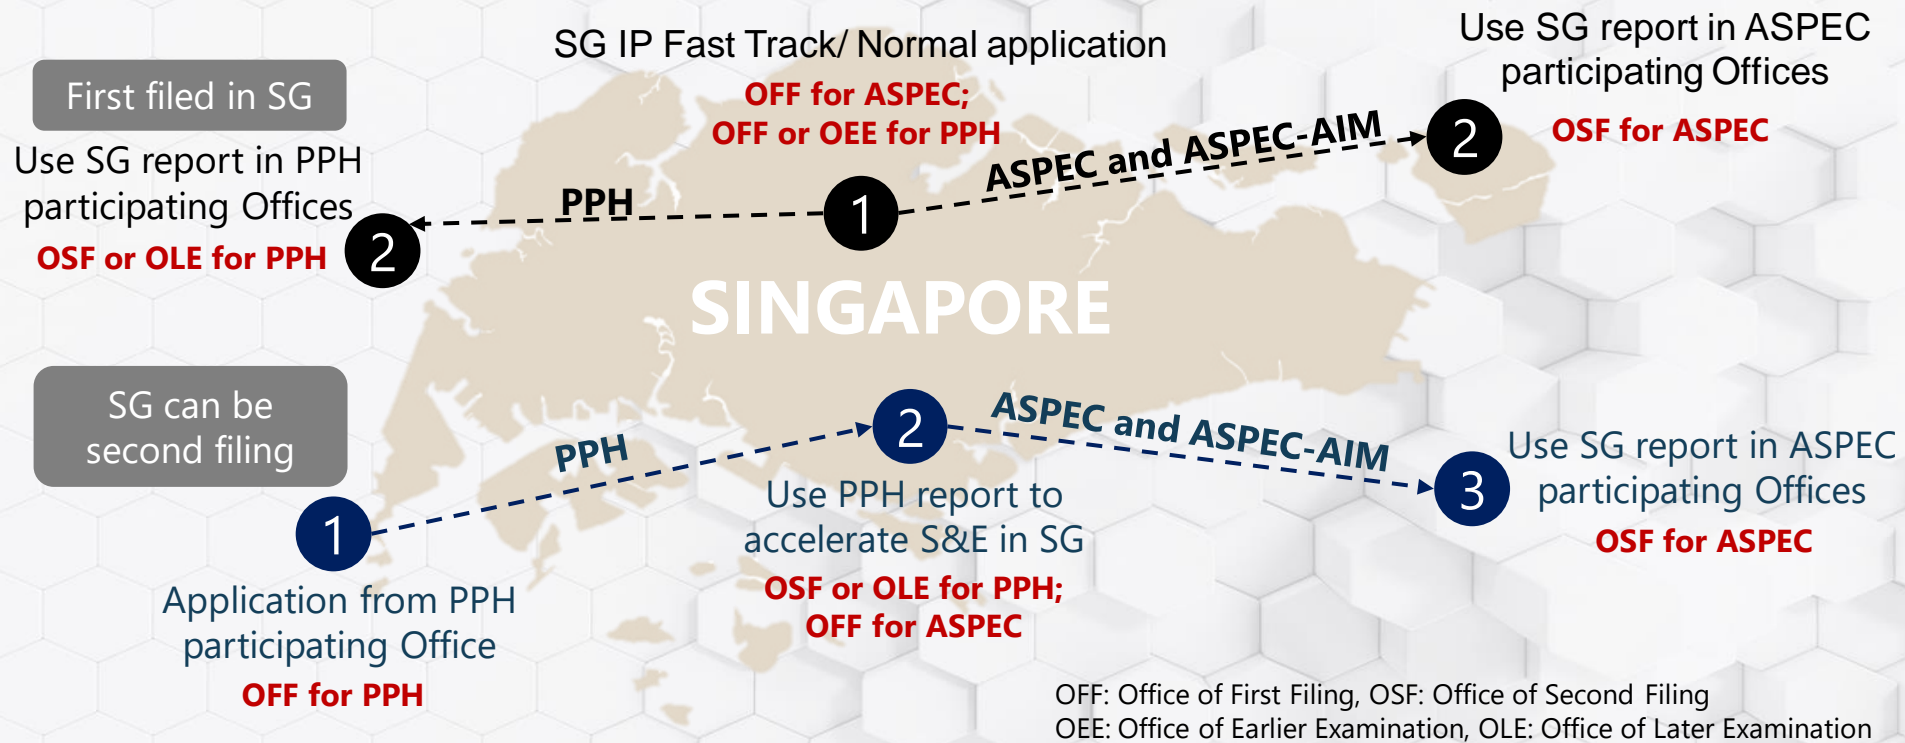 SG IP Fast Track/ Normal application
OFF for ASPEC;
OFF or OEE for PPH
Use SG report in ASPEC
participating Offices
OSF for ASPEC
First filed in SG
Use SG report in PPH
participating Offices
OSF or OLE for PPH
2
PPH
1
ASPEC and ASPEC-AIM
2
SINGAPORE
SG can be
second filing
1
Application from PPH
participating Office
OFF for PPH
PPH
2
Use PPH report to
accelerate S&E in SG
OSF or OLE for PPH;
OFF for ASPEC
ASPEC and ASPEC-AIM
3
Use SG report in ASPEC
participating Offices
OSF for ASPEC
OFF: Office of First Filing, OSF: Office of Second Filing
OEE: Office of Earlier Examination, OLE: Office of Later Examination